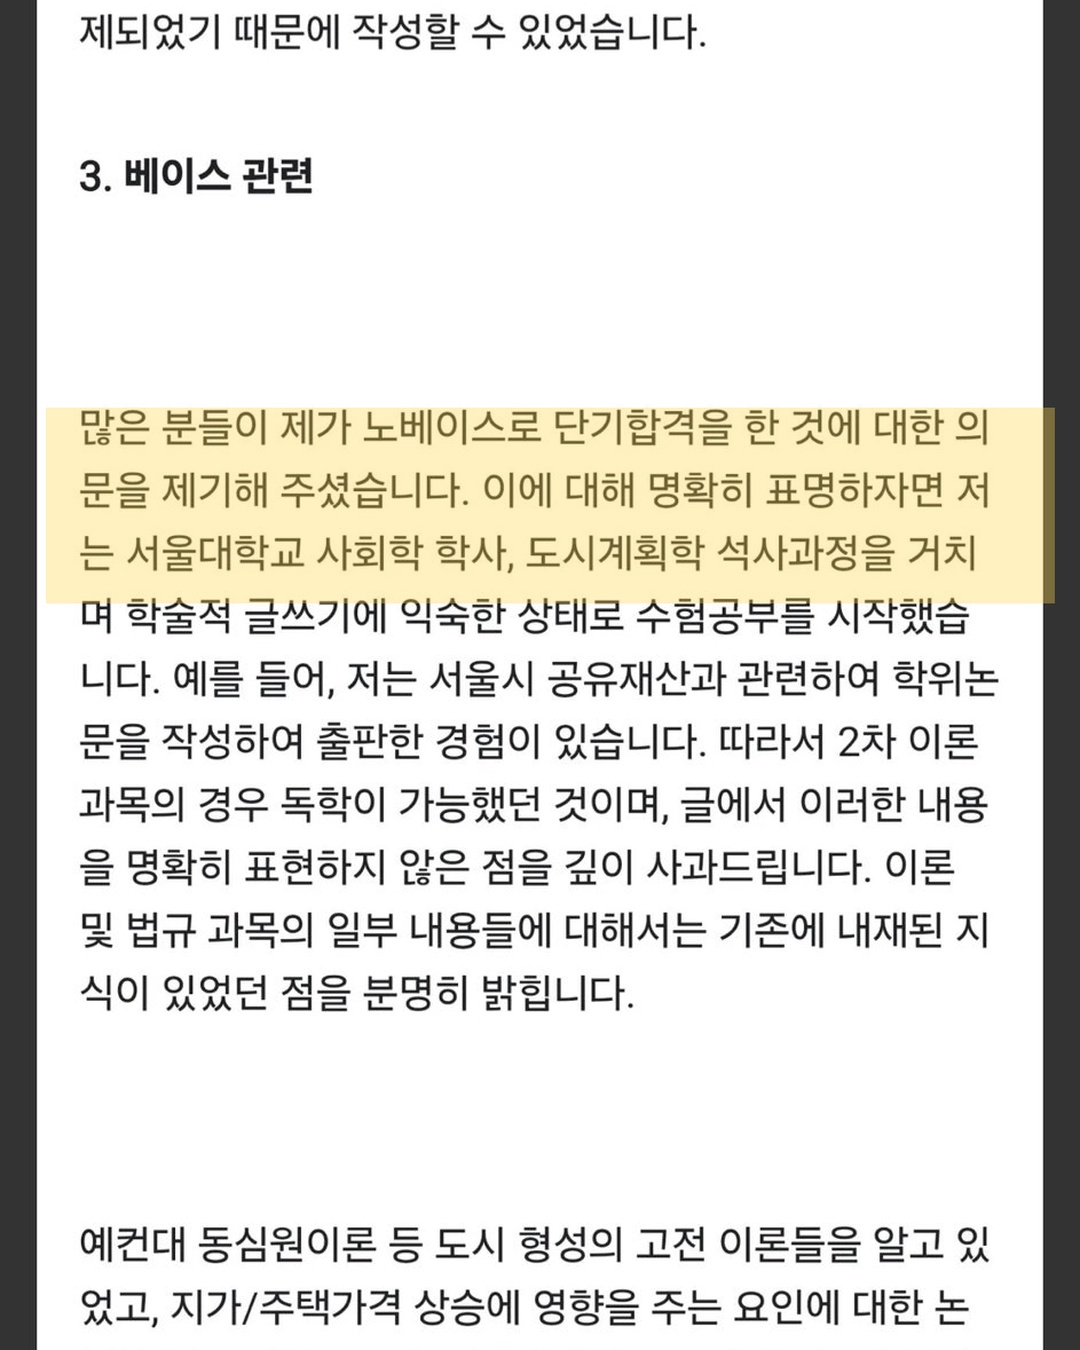 제되었기 때문에 작성할 수 있었습니다.
3. 베이스 관련
많은 분들이 제가 노베이스로 단기합격을 한 것에 대한 의
문을 제기해 주셨습니다. 이에 대해 명확히 표명하자면 저
는 서울대학교 사회학 학사, 도시계획학 석사과정을 거치
며 학술적 글쓰기에 익숙한 상태로 수험공부를 시작했습
니다. 예를 들어, 저는 서울시 공유재산과 관련하여 학위논
문을 작성하여 출판한 경험이 있습니다. 따라서 2차 이론
과목의 경우 독학이 가능했던 것이며, 글에서 이러한 내용
을 명확히 표현하지 않은 점을 깊이 사과드립니다. 이론
및 법규 과목의 일부 내용들에 대해서는 기존에 내재된 지
식이 있었던 점을 분명히 밝힙니다.
예컨대 동심원이론 등 도시 형성의 고전 이론들을 알고 있
었고, 지가/주택가격 상승에 영향을 주는 요인에 대한 논